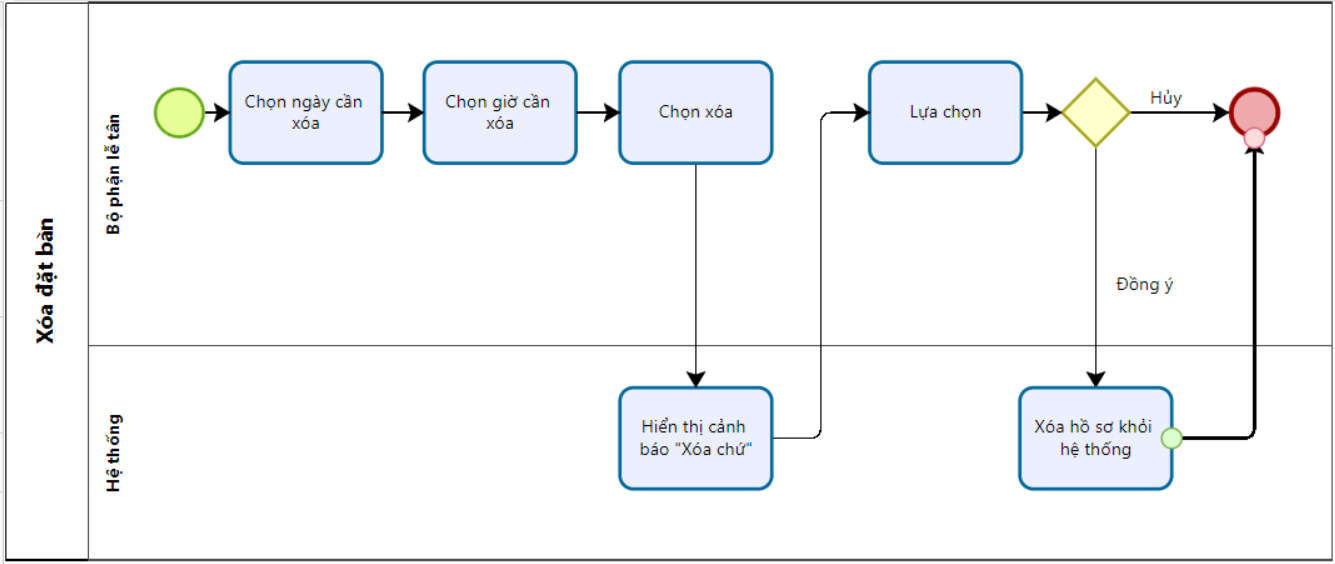 Xóa đặt bàn
Bộ phận lễ tân
Chọn ngày cần
xóa
Chọn giờ cần
xóa
Chọn xóa
Lựa chọn
Hủy
Đồng ý
Hệ thống
Hiển thị cảnh
báo "Xóa chứ"
Xóa hồ sơ khỏi
hệ thống